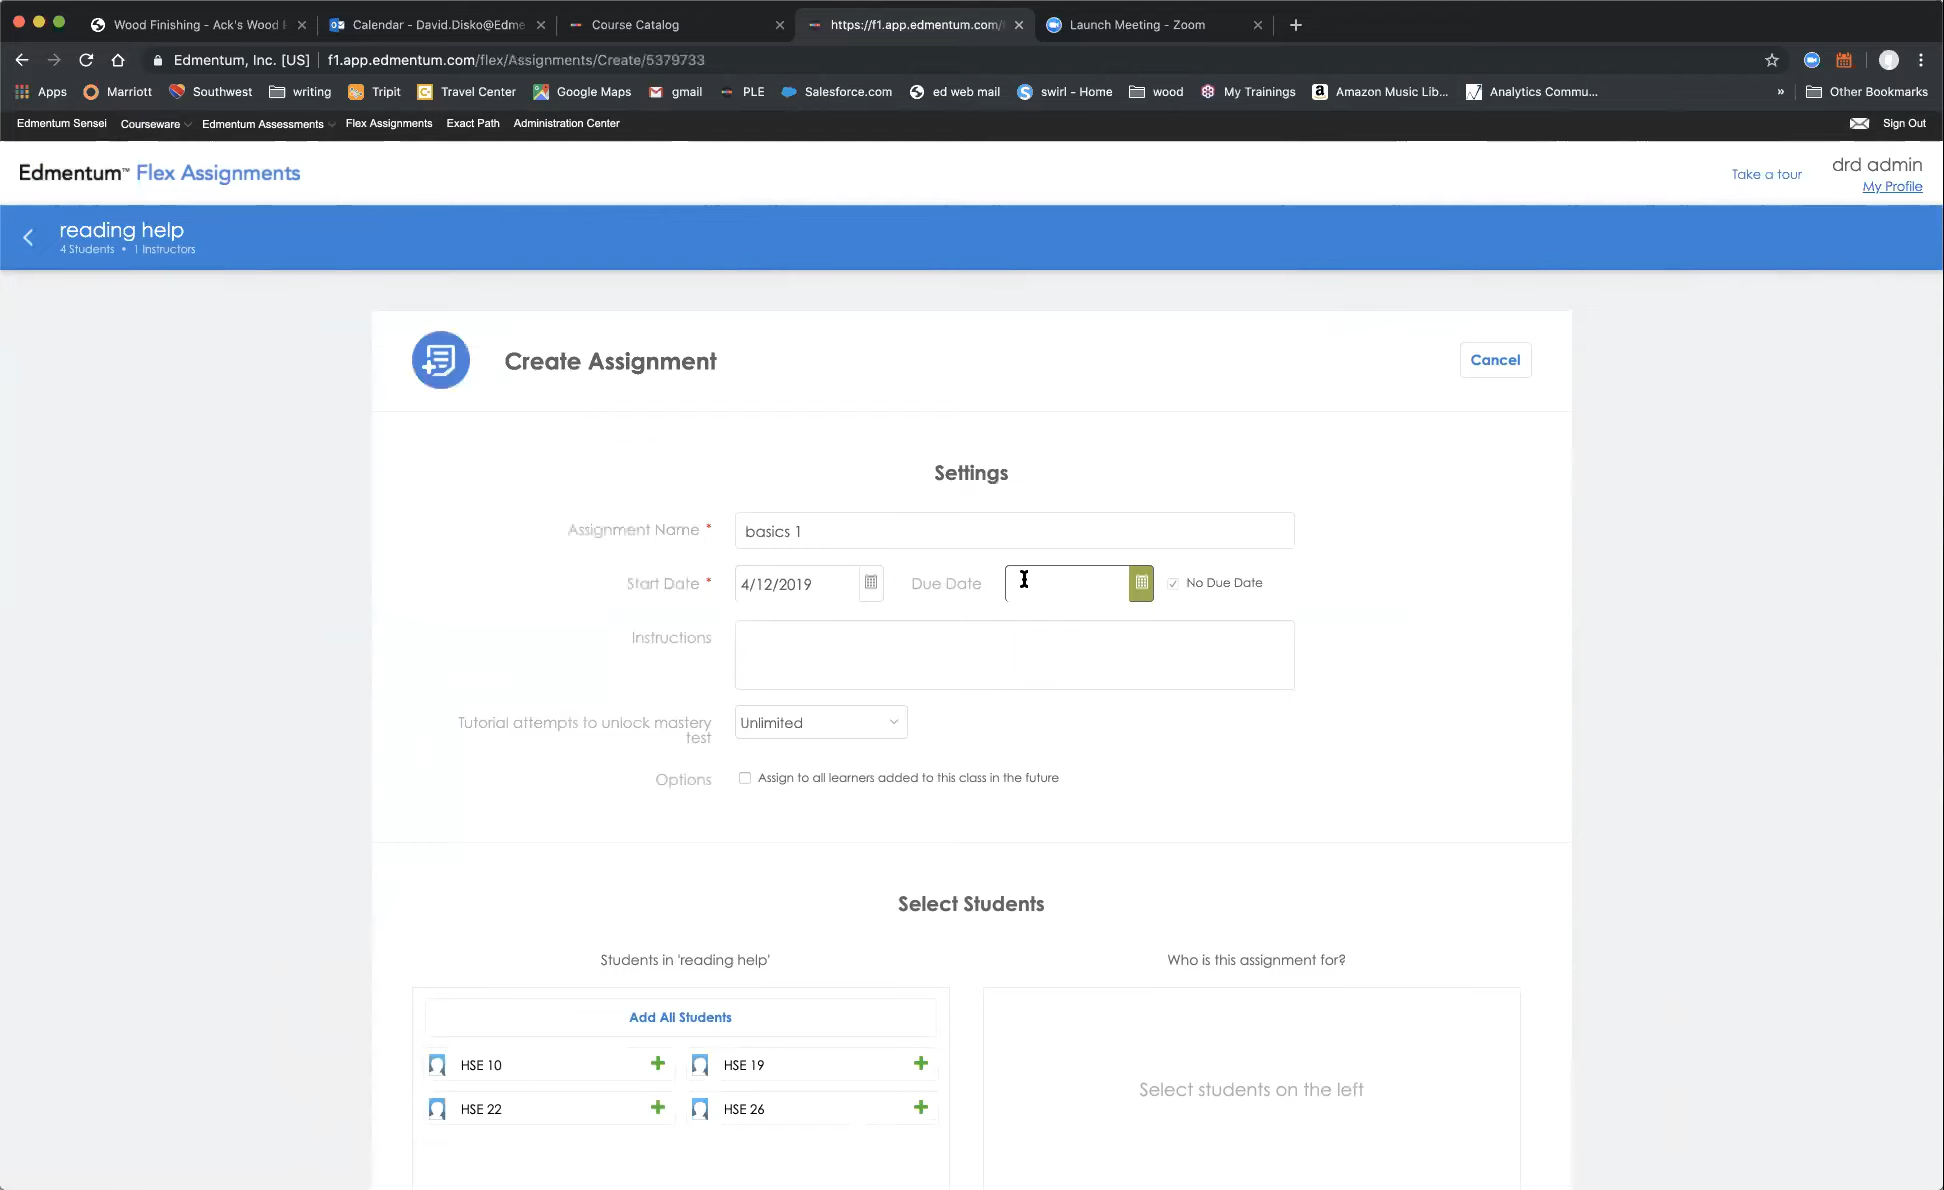 Wood Finishing - Ack's Wood
Calendar - David.Disko@Edme
Course Catalog
https://f1.app.edmentum.com/
Launch Meeting - Zoom
Edmentum, Inc. [US] f1.app.edmentum.com/flex/Assignments/Create/5379733
Apps Marriott Southwest writing Tripit Travel Center Google Maps gmail PLE Salesforce.com ed web mail swirl - Home wood My Trainings Amazon Music Lib... Analytics Commu... » Other Bookmarks
Edmentum Sensei Courseware Edmentum Assessments Flex Assignments Exact Path Administration Center Sign Out
Edmentum™ Flex Assignments
Take a tour
drd admin
My Profile
reading help
4 Students • 1 Instructors
Create Assignment
Cancel
Settings
Assignment Name * basics 1
Start Date * 4/12/2019 Due Date No Due Date
Instructions
Tutorial attempts to unlock mastery
test
Unlimited
Options Assign to all learners added to this class in the future
Select Students
Students in 'reading help'
Who is this assignment for?
Add All Students
HSE 10 HSE 19
HSE 22 HSE 26
Select students on the left